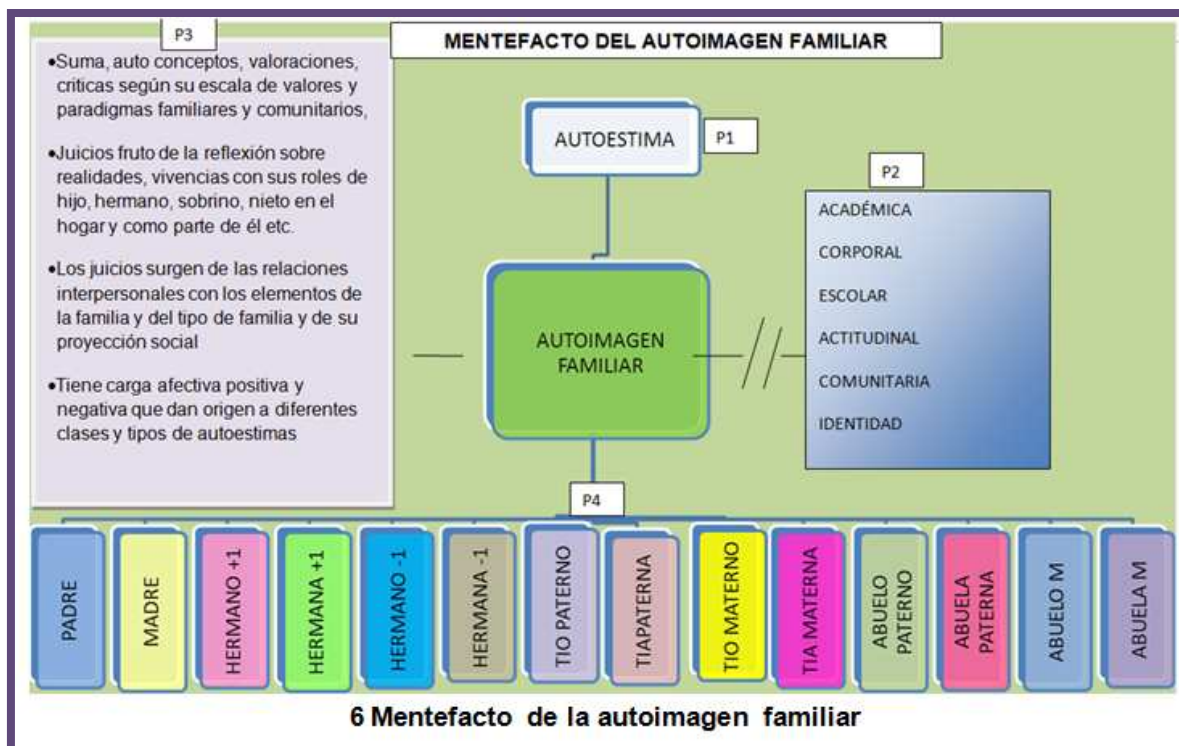 P3
MENTEFACTO DEL AUTOIMAGEN FAMILIAR
•Suma, auto conceptos, valoraciones,
criticas según su escala de valores y
paradigmas familiares y comunitarios,
•Juicios fruto de la reflexión sobre
realidades, vivencias con sus roles de
hijo, hermano, sobrino, nieto en el
hogar y como parte de él etc.
•Los juicios surgen de las relaciones
interpersonales con los elementos de
la familia y del tipo de familia y de su
proyección social
•Tiene carga afectiva positiva y
negativa que dan origen a diferentes
clases y tipos de autoestimas
AUTOESTIMA
P1
P2
ACADÉMICA
CORPORAL
ESCOLAR
ACTITUDINAL
COMUNITARIA
IDENTIDAD
AUTOIMAGEN
FAMILIAR
P4
PADRE
MADRE
HERMANO +1
HERMANA +1
HERMANO -1
HERMANA -1
TIO PATERNO
TIAPATERNA
TIO MATERNO
TIA MATERNA
ABUELO
PATERNO
ABUELA
PATERNA
ABUELO M
ABUELA M
6 Mentefacto de la autoimagen familiar